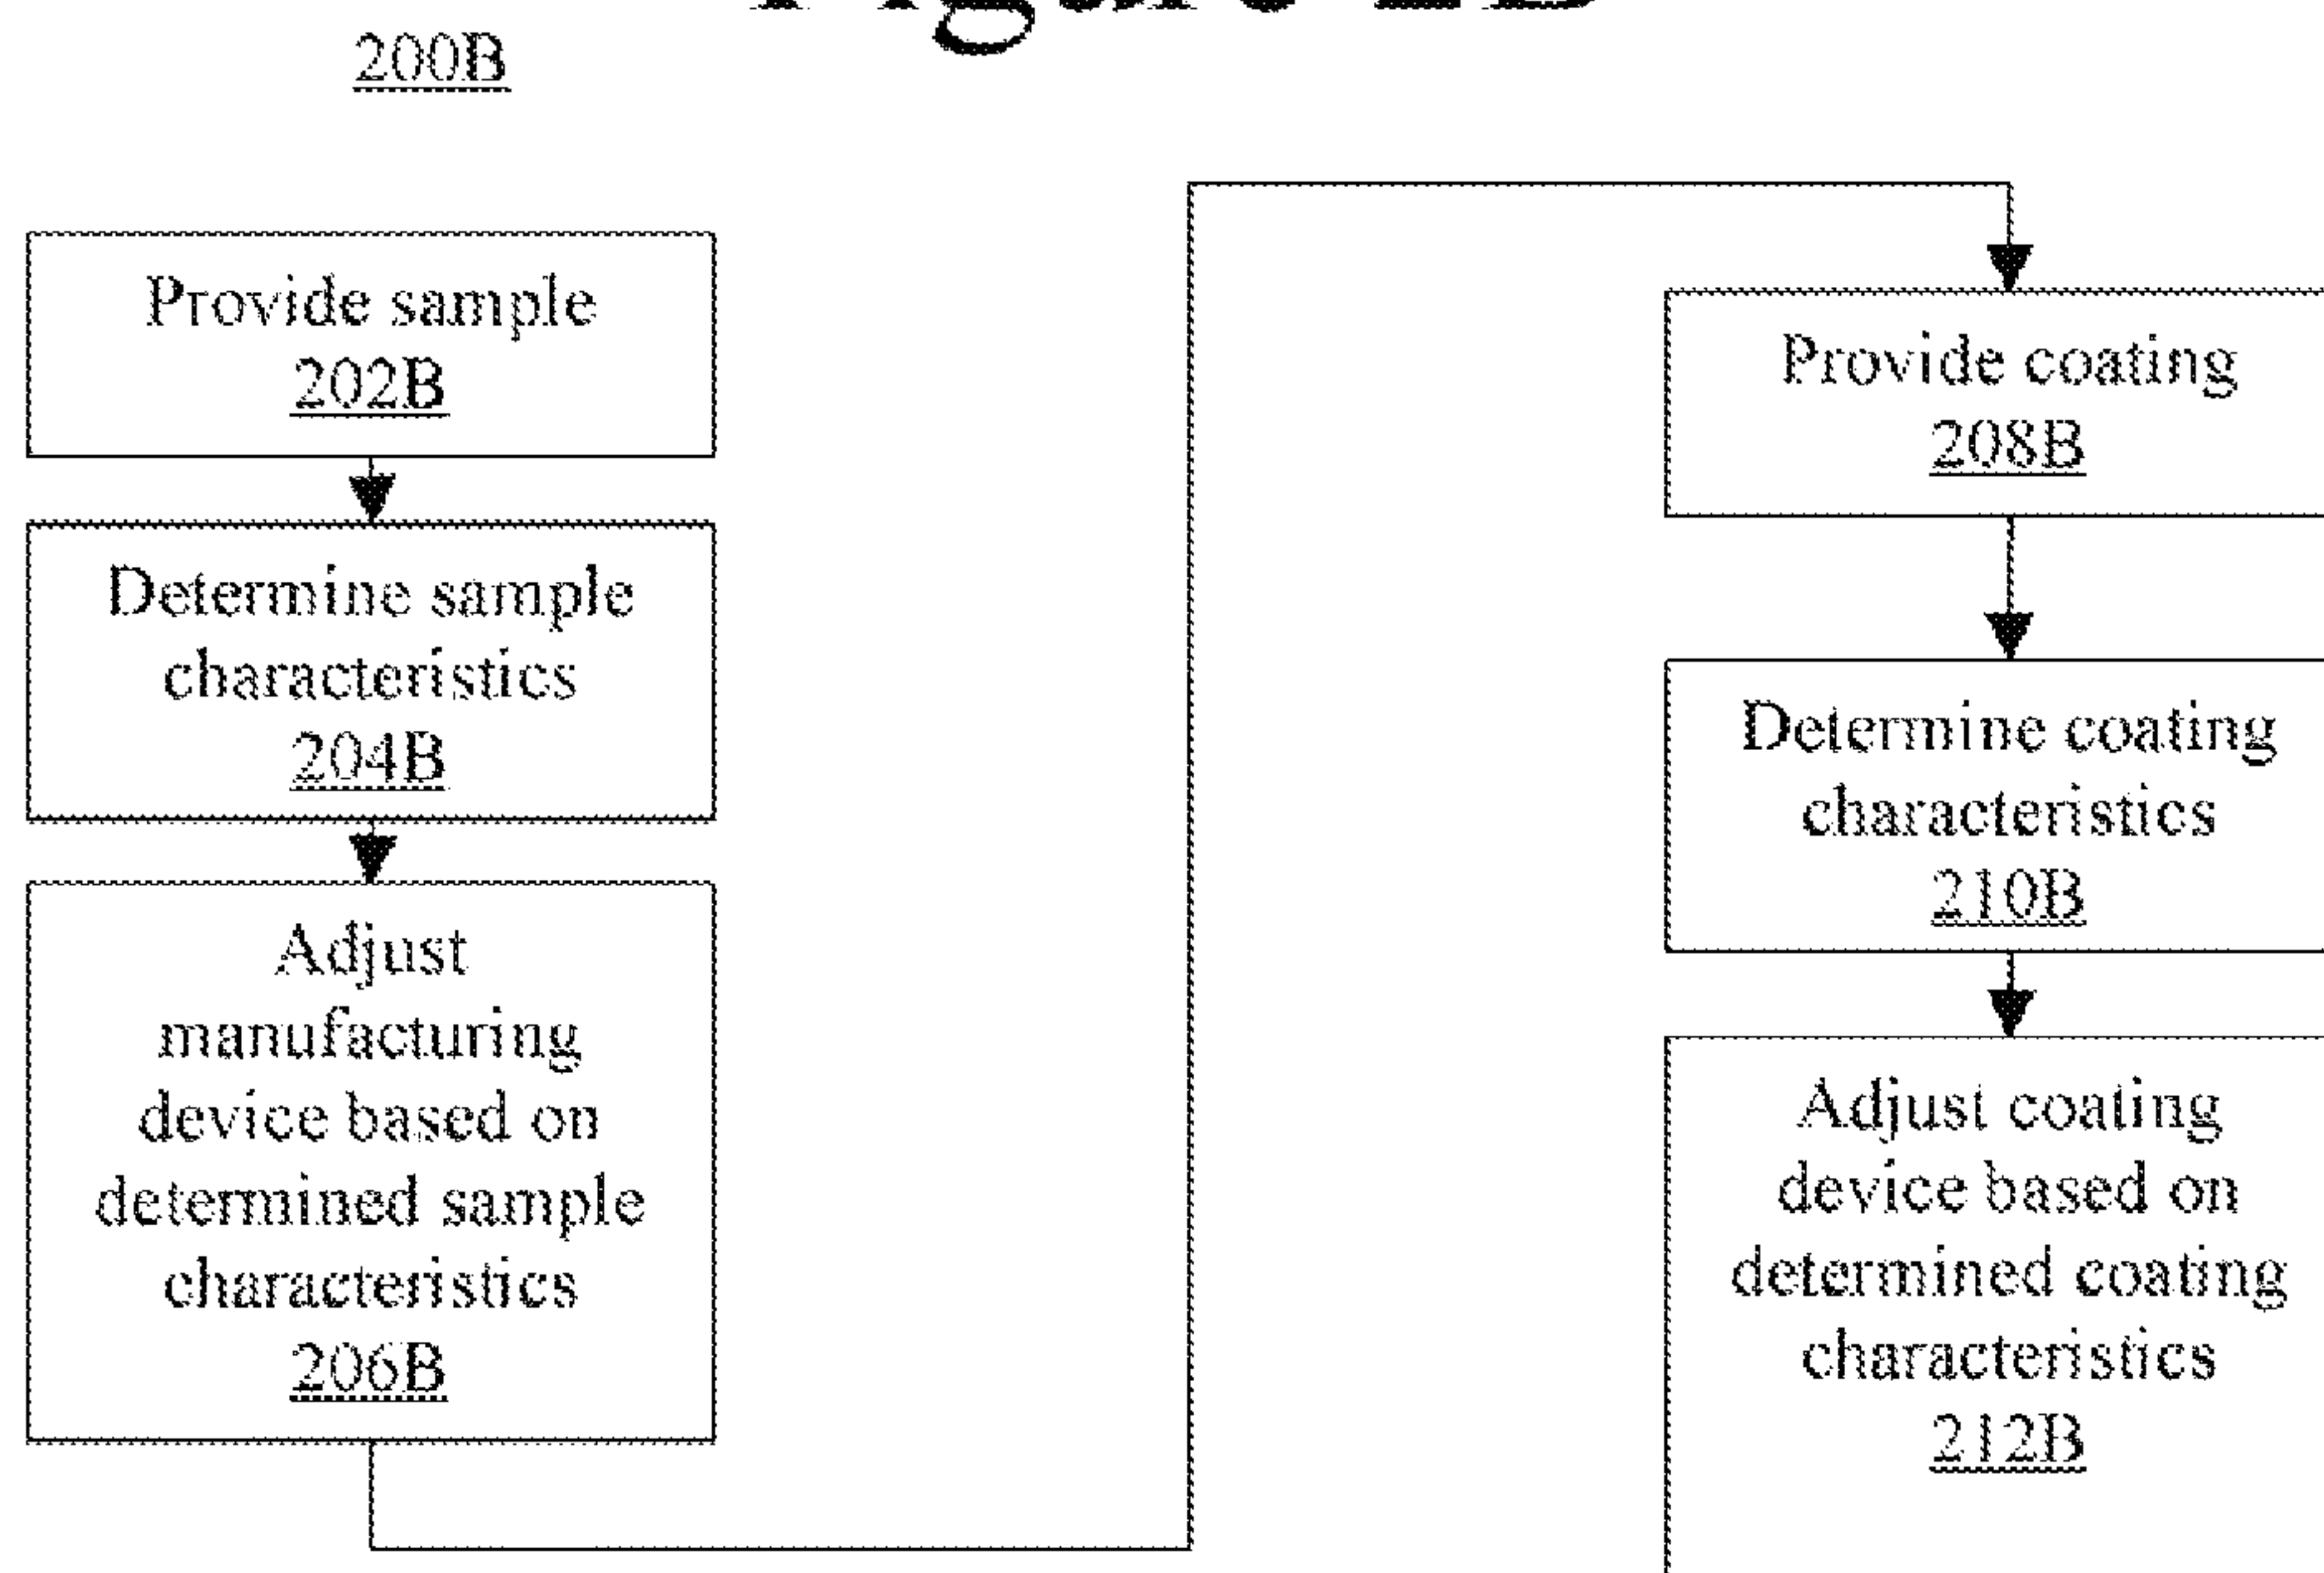 200B
Provide sample
202B
Determine sample
characteristics
204B
Adjust
manufacturing
device based on
determined sample
characteristics
206B
Provide coating
208B
Determine coating
characteristics
210B
Adjust coating
device based on
determined coating
characteristics
212B